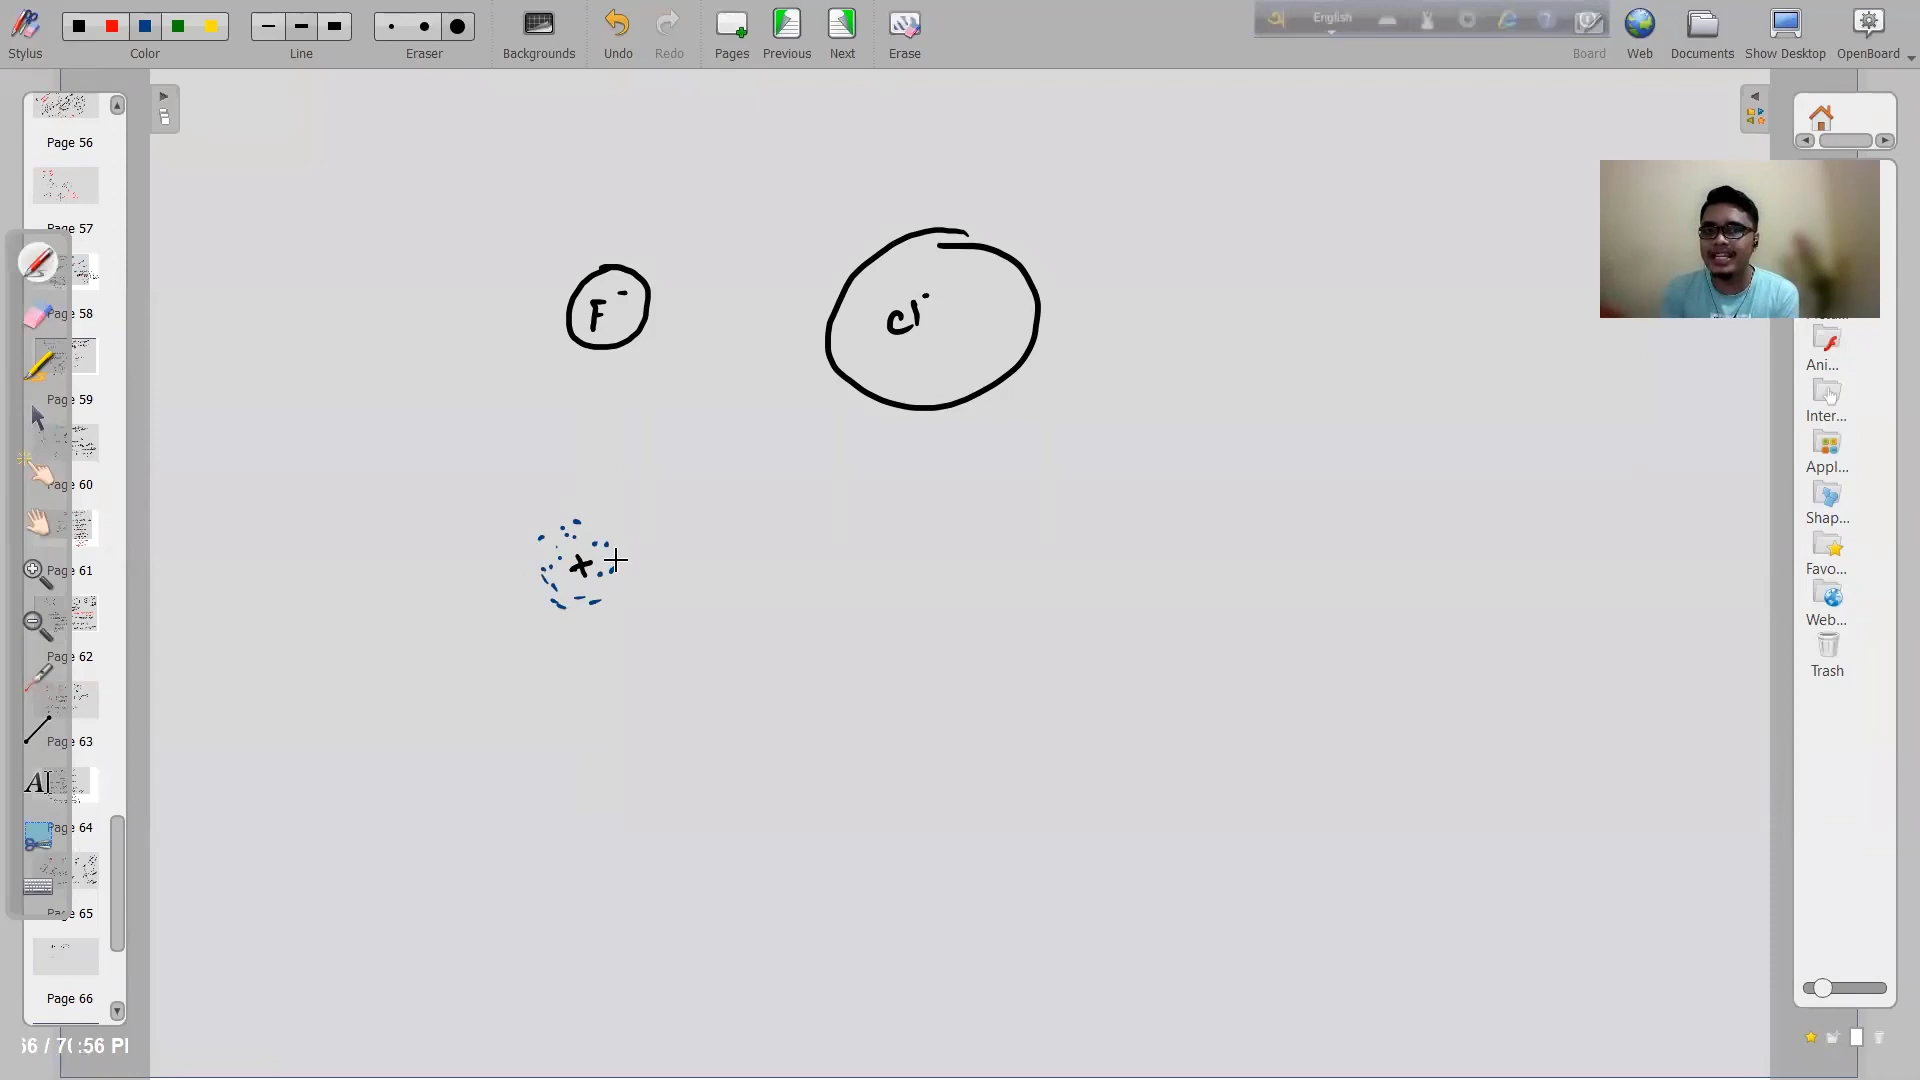 English
Stylus
Color
Line
Eraser
Backgrounds
Undo
Redo
Pages
Previous
Next
Erase
Board
Web
Documents
Show Desktop
OpenBoard
Page 56
Page 57
Page 58
Page 59
Page 60
Page 61
Page 62
Page 63
Page 64
Page 65
Page 66
F⁻
Cl⁻
+
Ani...
Inter...
Appl...
Shap...
Favo...
Web...
Trash